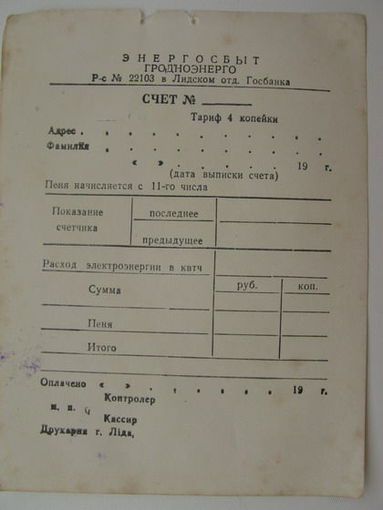 ЭНЕРГОСБЫТ
ГРОДНОЭНЕРГО
Р-с № 22103 в Лидском отд. Госбанка
СЧЕТ № ______
Тариф 4 копейки
Адрес . . . . . . . . . . . .
Фамилия . . . . . . . . . . .
« » . . . . . 19 г.
(дата выписки счета)
Пеня начисляется с 11-го числа
Показание счетчика последнее
предыдущее
Расход электроэнергии в квтч
Сумма руб. коп.
Пеня
Итого
Оплачено « » . . . . . 19 г.
Контролер
м. п.
Кассир
Друкарня г. Ліда,